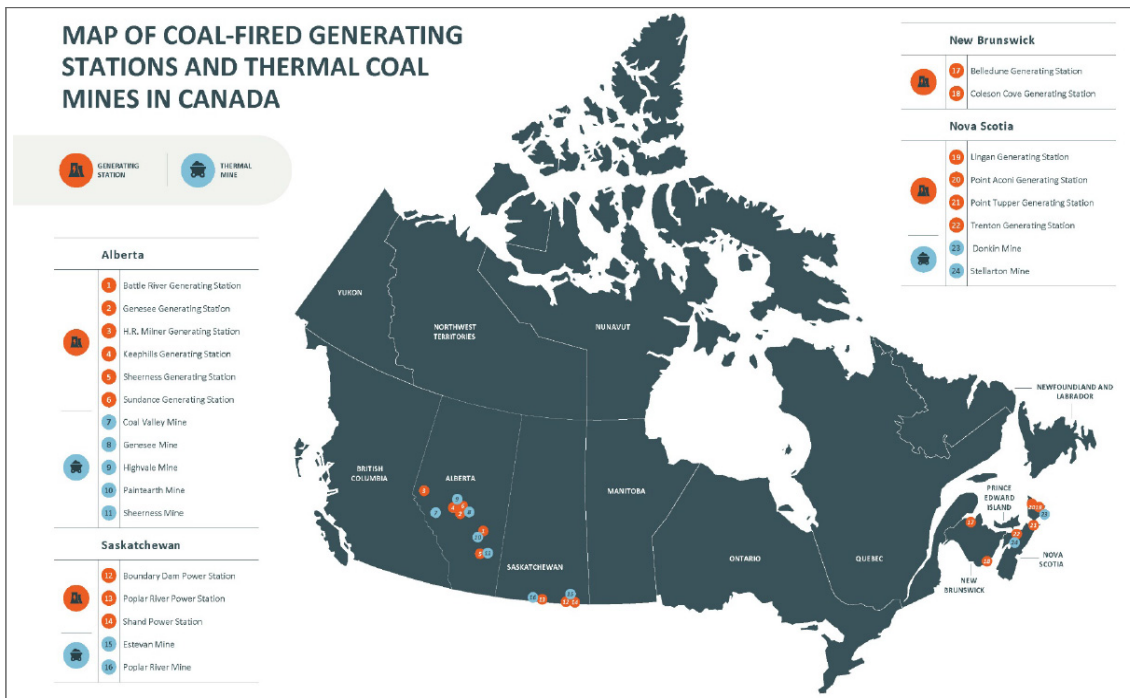 MAP OF COAL-FIRED GENERATING
STATIONS AND THERMAL COAL
MINES IN CANADA
GENERATING
STATION
THERMAL
MINE
Alberta
1 Battle River Generating Station
2 Genesee Generating Station
3 H.R. Milner Generating Station
4 Keephills Generating Station
5 Sheerness Generating Station
6 Sundance Generating Station
7 Coal Valley Mine
8 Genesee Mine
9 Highvale Mine
10 Paintearth Mine
11 Sheerness Mine
Saskatchewan
12 Boundary Dam Power Station
13 Poplar River Power Station
14 Shand Power Station
15 Estevan Mine
16 Poplar River Mine
New Brunswick
17 Belledune Generating Station
18 Coleson Cove Generating Station
Nova Scotia
19 Lingan Generating Station
20 Point Aconi Generating Station
21 Point Tupper Generating Station
22 Trenton Generating Station
23 Donkin Mine
24 Stellarton Mine
YUKON
NORTHWEST
TERRITORIES
NUNAVUT
NEWFOUNDLAND AND
LABRADOR
BRITISH
COLUMBIA
ALBERTA
MANITOBA
PRINCE
EDWARD
ISLAND
SASKATCHEWAN
ONTARIO
QUEBEC
NOVA
SCOTIA
NEW
BRUNSWICK